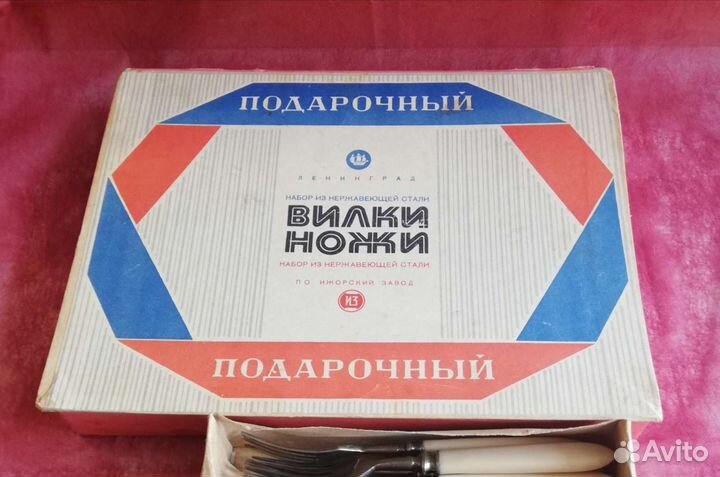 ПОДАРОЧНЫЙ
ЛЕНИНГРАД
НАБОР ИЗ НЕРЖАВЕЮЩЕЙ СТАЛИ
ВИЛКИ
НОЖИ
НАБОР ИЗ НЕРЖАВЕЮЩЕЙ СТАЛИ
ПО ИЖОРСКИЙ ЗАВОД
ИЗ
ПОДАРОЧНЫЙ
Avito